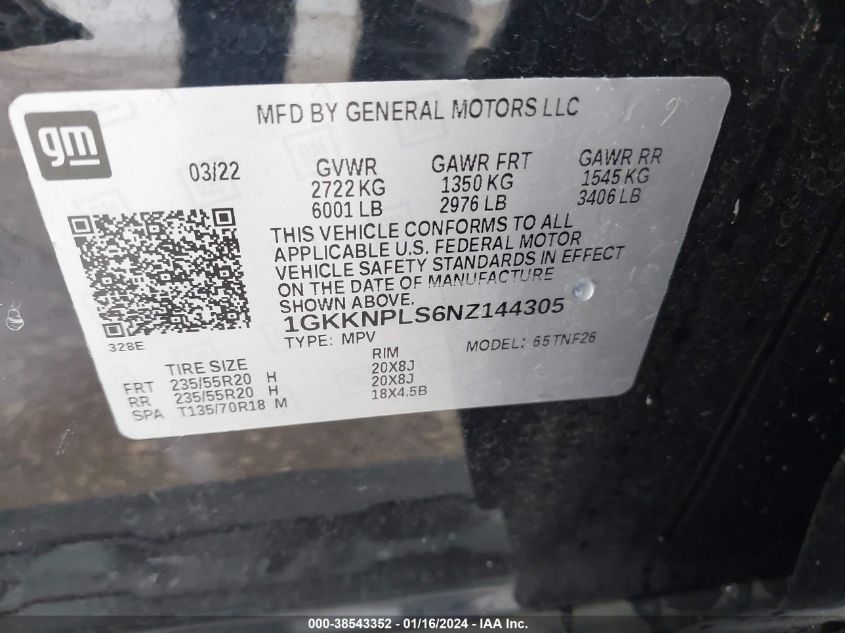 gm
MFD BY GENERAL MOTORS LLC
03/22
GVWR
2722 KG
6001 LB
GAWR FRT
1350 KG
2976 LB
GAWR RR
1545 KG
3406 LB
THIS VEHICLE CONFORMS TO ALL
APPLICABLE U.S. FEDERAL MOTOR
VEHICLE SAFETY STANDARDS IN EFFECT
ON THE DATE OF MANUFACTURE
SHOWN ABOVE.
1GKKNPLS6NZ144305
TYPE: MPV
MODEL: 65TNF26
328E
TIRE SIZE RIM
FRT 235/55R20 H 20X8J
RR 235/55R20 H 20X8J
SPA T135/70R18 M 18X4.5B
000-38543352 - 01/16/2024 - IAA Inc.